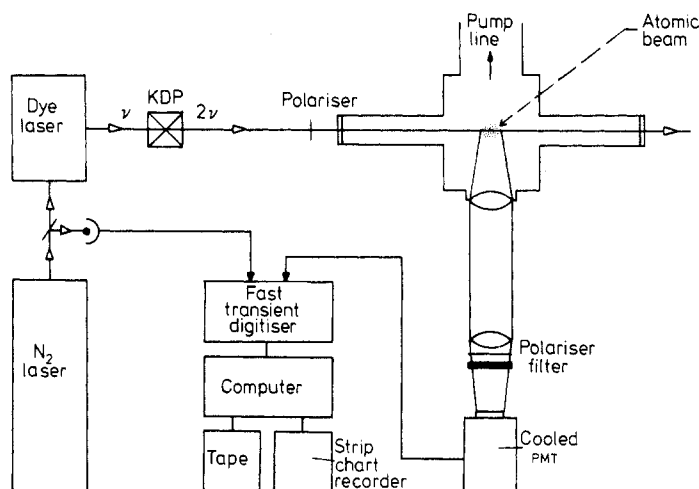 Pump
line
Atomic
beam
Dye
laser
ν
KDP
2ν
Polariser
Fast
transient
digitiser
N2
laser
Computer
Polariser
filter
Tape
Strip
chart
recorder
Cooled
PMT